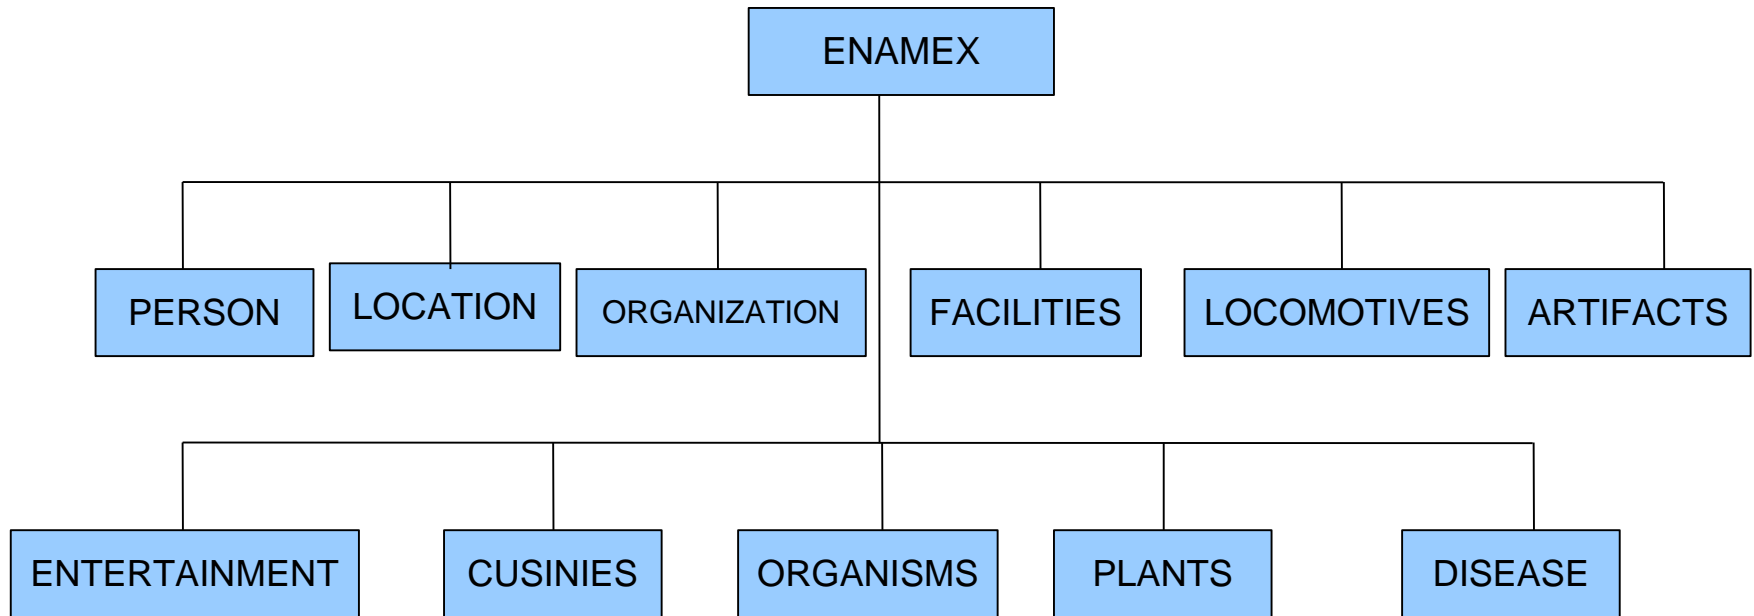 ENAMEX
PERSON
LOCATION
ORGANIZATION
FACILITIES
LOCOMOTIVES
ARTIFACTS
ENTERTAINMENT
CUSINIES
ORGANISMS
PLANTS
DISEASE